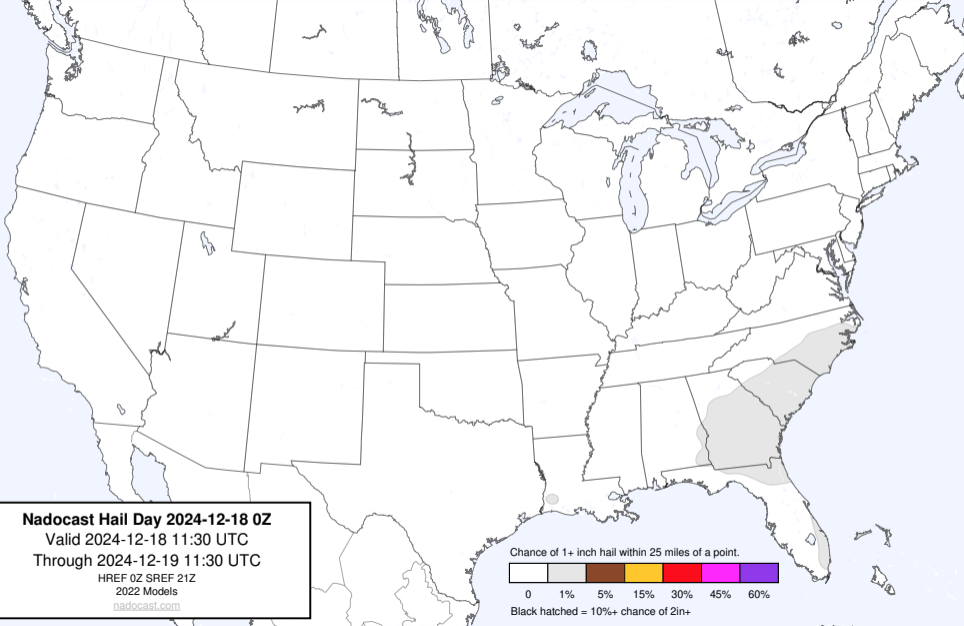 Nadocast Hail Day 2024-12-18 0Z
Valid 2024-12-18 11:30 UTC
Through 2024-12-19 11:30 UTC
HREF 0Z SREF 21Z
2022 Models
nadocast.com
Chance of 1+ inch hail within 25 miles of a point.
0 1% 5% 15% 30% 45% 60%
Black hatched = 10%+ chance of 2in+